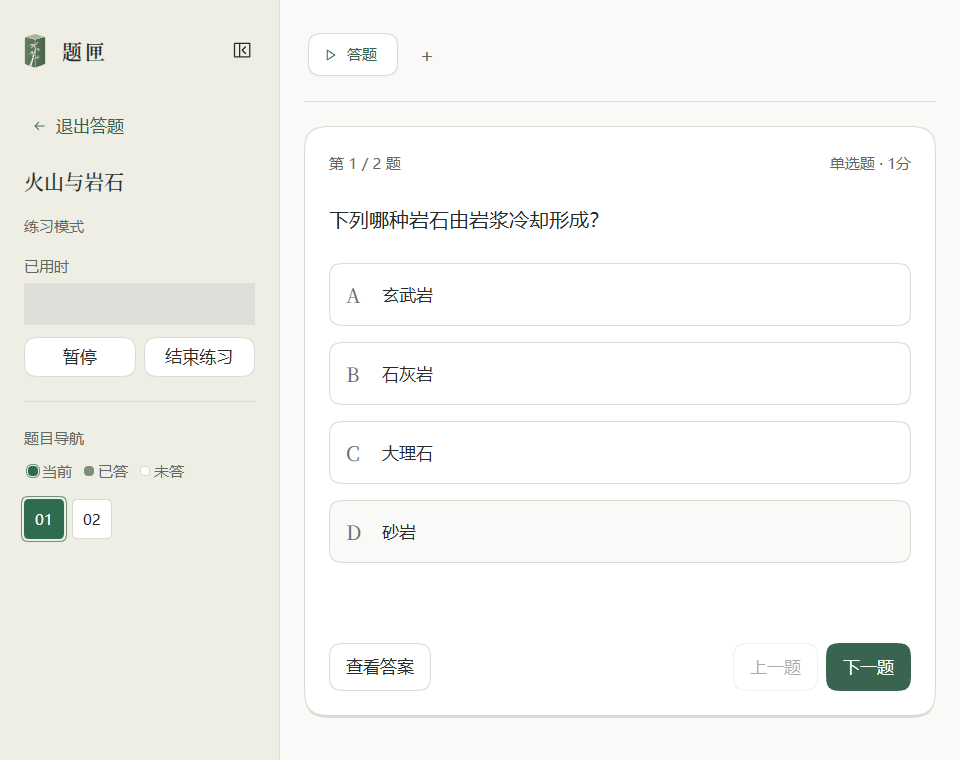 题匣
退出答题
火山与岩石
练习模式
已用时
暂停
结束练习
题目导航
当前 已答 未答
01 02
答题 +
第 1 / 2 题
单选题 · 1分
下列哪种岩石由岩浆冷却形成?
A 玄武岩
B 石灰岩
C 大理石
D 砂岩
查看答案
上一题
下一题